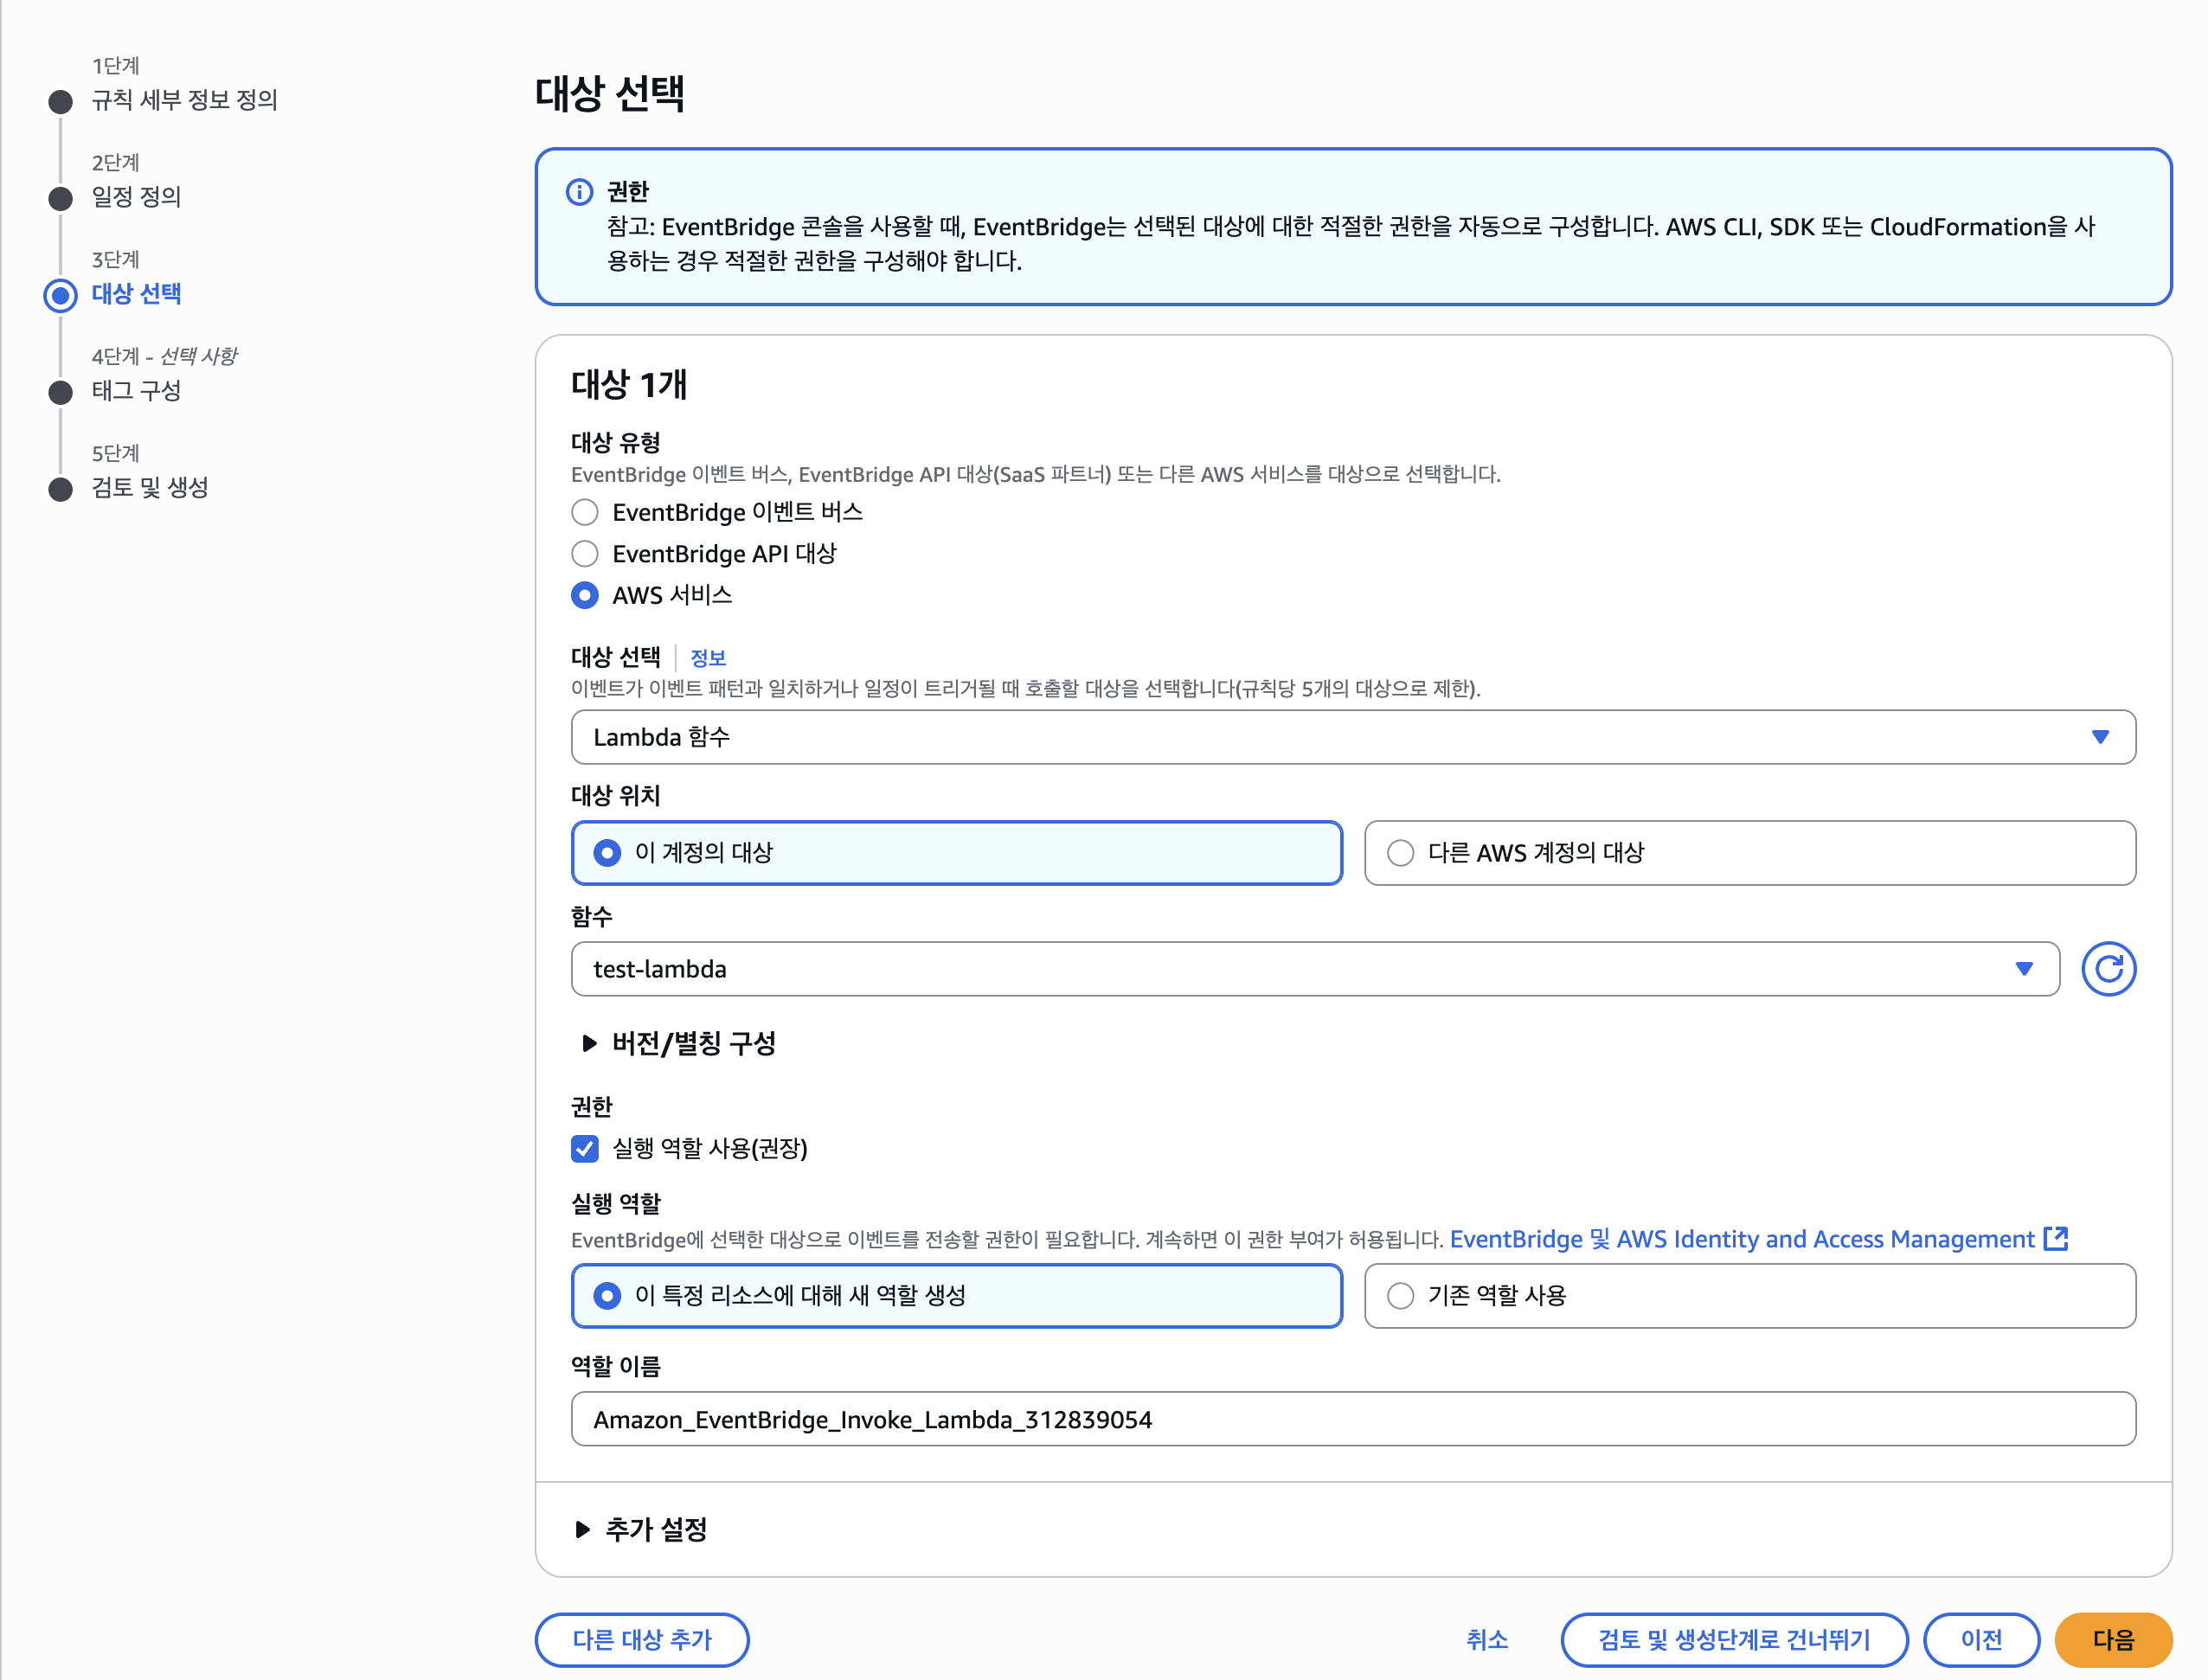 1단계
규칙 세부 정보 정의
2단계
일정 정의
3단계
대상 선택
4단계 - 선택 사항
태그 구성
5단계
검토 및 생성
대상 선택
권한
참고: EventBridge 콘솔을 사용할 때, EventBridge는 선택된 대상에 대한 적절한 권한을 자동으로 구성합니다. AWS CLI, SDK 또는 CloudFormation을 사
용하는 경우 적절한 권한을 구성해야 합니다.
대상 1개
대상 유형
EventBridge 이벤트 버스, EventBridge API 대상(SaaS 파트너) 또는 다른 AWS 서비스를 대상으로 선택합니다.
EventBridge 이벤트 버스
EventBridge API 대상
AWS 서비스
대상 선택 정보
이벤트가 이벤트 패턴과 일치하거나 일정이 트리거될 때 호출할 대상을 선택합니다(규칙당 5개의 대상으로 제한).
Lambda 함수
대상 위치
이 계정의 대상
다른 AWS 계정의 대상
함수
test-lambda
버전/별칭 구성
권한
실행 역할 사용(권장)
실행 역할
EventBridge에 선택한 대상으로 이벤트를 전송할 권한이 필요합니다. 계속하면 이 권한 부여가 허용됩니다. EventBridge 및 AWS Identity and Access Management
이 특정 리소스에 대해 새 역할 생성
기존 역할 사용
역할 이름
Amazon_EventBridge_Invoke_Lambda_312839054
추가 설정
다른 대상 추가
취소
검토 및 생성단계로 건너뛰기
이전
다음